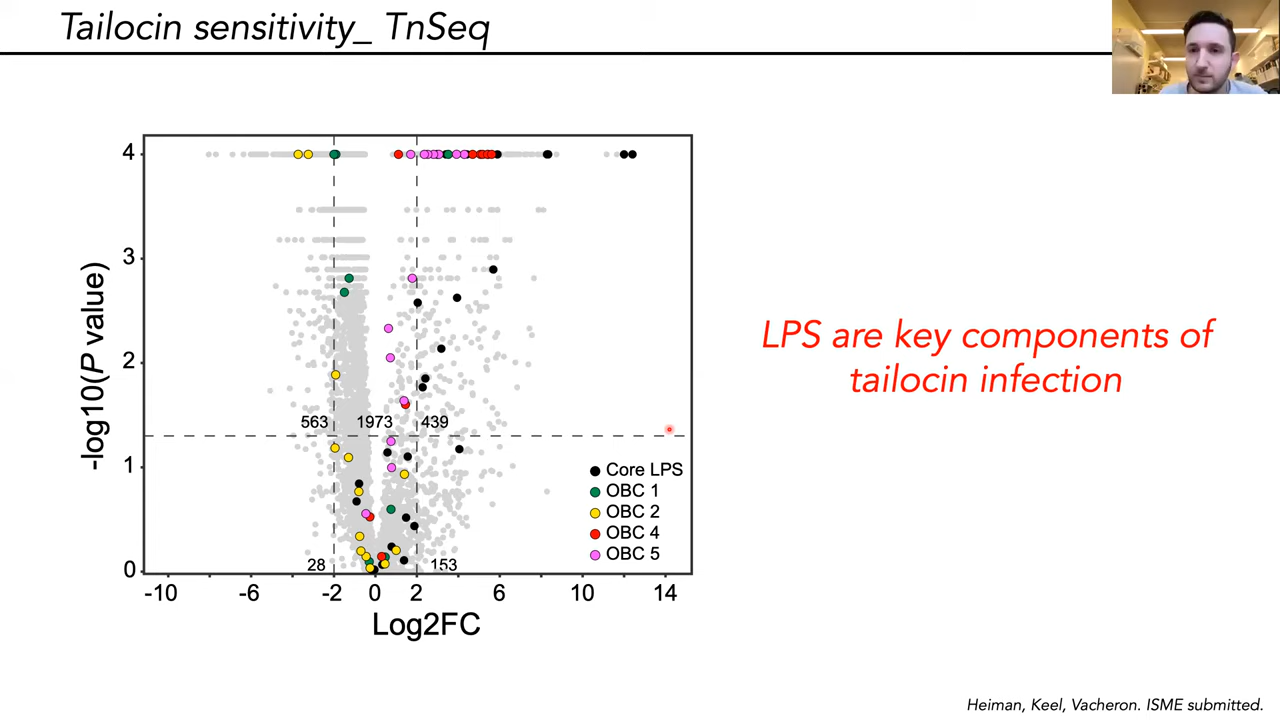 Tailocin sensitivity_ TnSeq
4
3
2
1
0
-log10(P value)
563
1973
439
28
153
Core LPS
OBC 1
OBC 2
OBC 4
OBC 5
-10
-6
-2
0
2
6
10
14
Log2FC
LPS are key components of
tailocin infection
Heiman, Keel, Vacheron. ISME submitted.